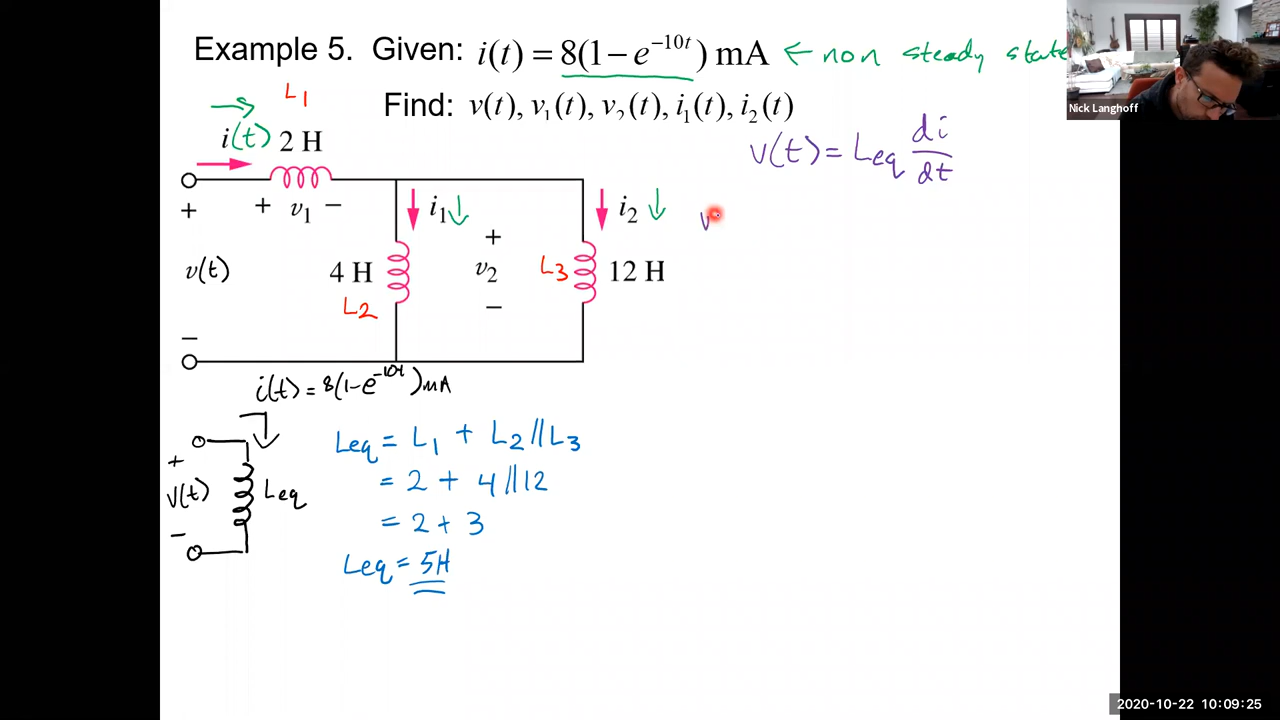 Example 5. Given: i(t) = 8(1 − e^{−10t}) mA ← non steady state
Nick Langhoff
Find: v(t), v₁(t), v₂(t), i₁(t), i₂(t)
L₁
i(t) 2 H
v(t) = Leq di/dt
+ + v₁ −
i₁
i₂
v
+
v(t)
4 H
v₂
L₃
12 H
L₂
−
−
i(t) = 8(1-e^{-10t}) mA
+
v(t)
−
Leq
Leq = L₁ + L₂//L₃
= 2 + 4//12
= 2 + 3
Leq = 5H
2020-10-22 10:09:25